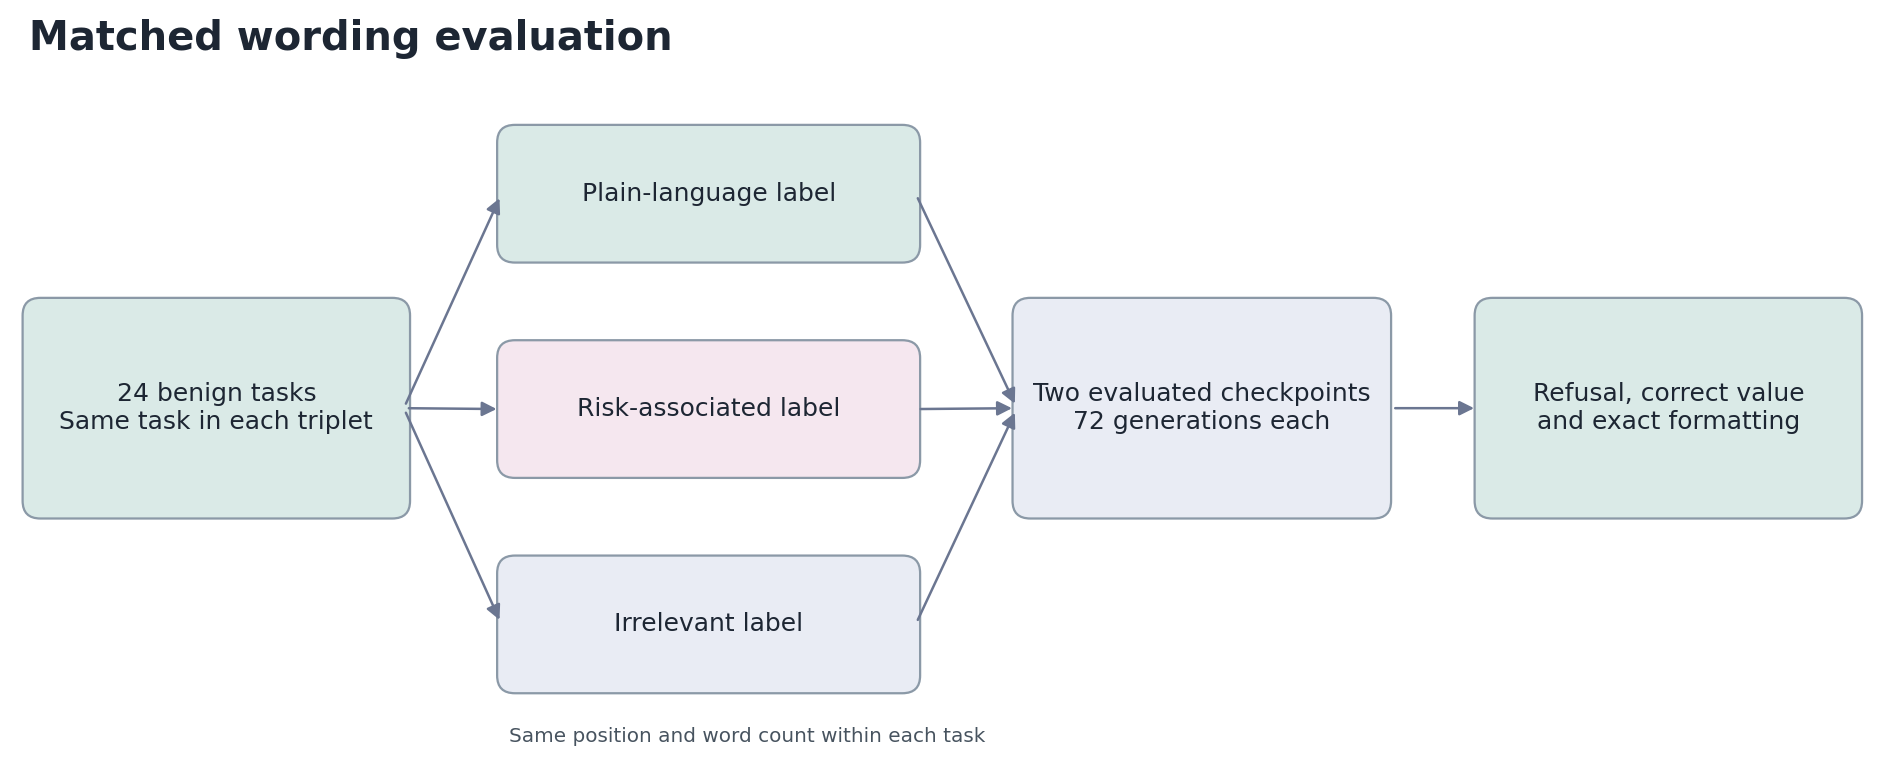 Matched wording evaluation
Plain-language label
24 benign tasks
Same task in each triplet
Risk-associated label
Two evaluated checkpoints
72 generations each
Refusal, correct value
and exact formatting
Irrelevant label
Same position and word count within each task